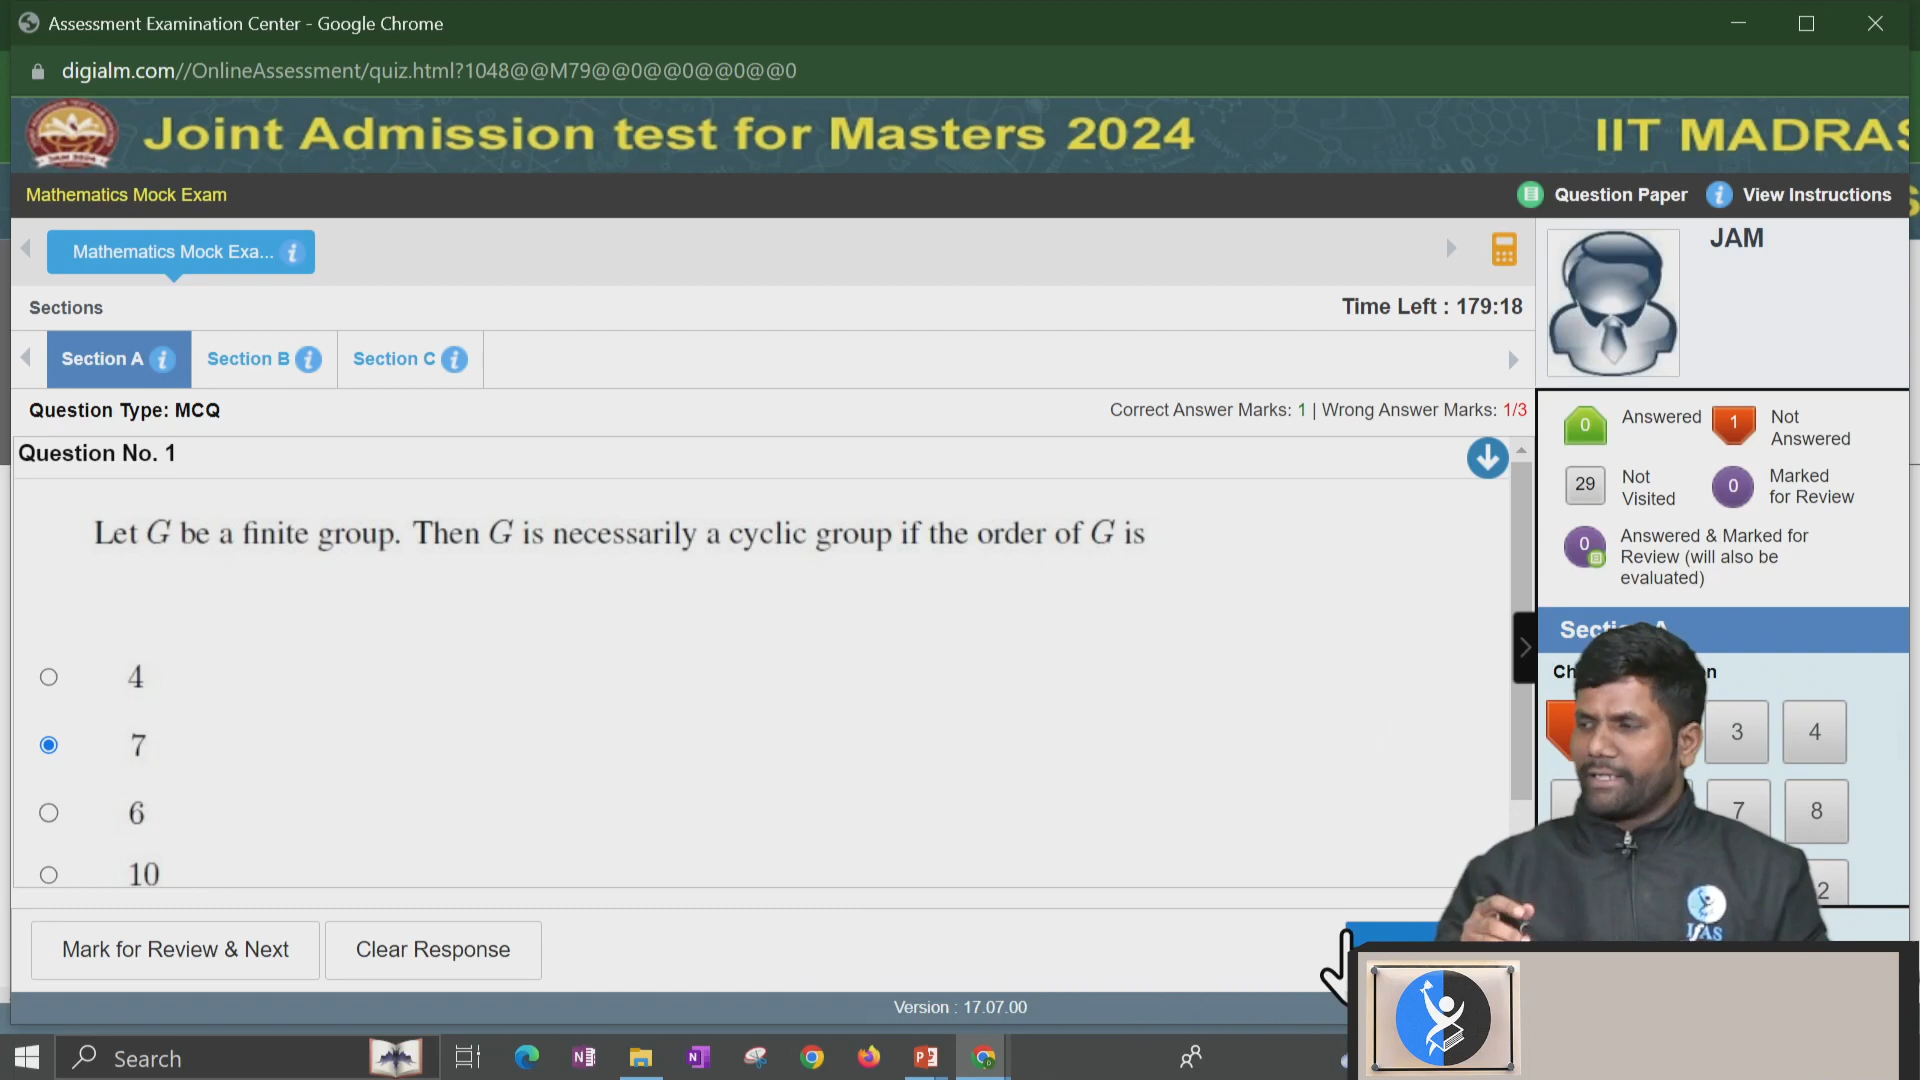 Assessment Examination Center - Google Chrome
digialm.com//OnlineAssessment/quiz.html?1048@@M79@@0@@0@@0@@0
Joint Admission test for Masters 2024
IIT MADRAS
Mathematics Mock Exam
Question Paper
View Instructions
Mathematics Mock Exa...
JAM
Sections
Time Left : 179:18
Section A
Section B
Section C
Question Type: MCQ
Correct Answer Marks: 1 | Wrong Answer Marks: 1/3
0 Answered
1 Not Answered
29 Not Visited
0 Marked for Review
0 Answered & Marked for Review (will also be evaluated)
Question No. 1
Let G be a finite group. Then G is necessarily a cyclic group if the order of G is
4
7
6
10
3
4
7
8
2
IFAS
Mark for Review & Next
Clear Response
Version : 17.07.00
Search